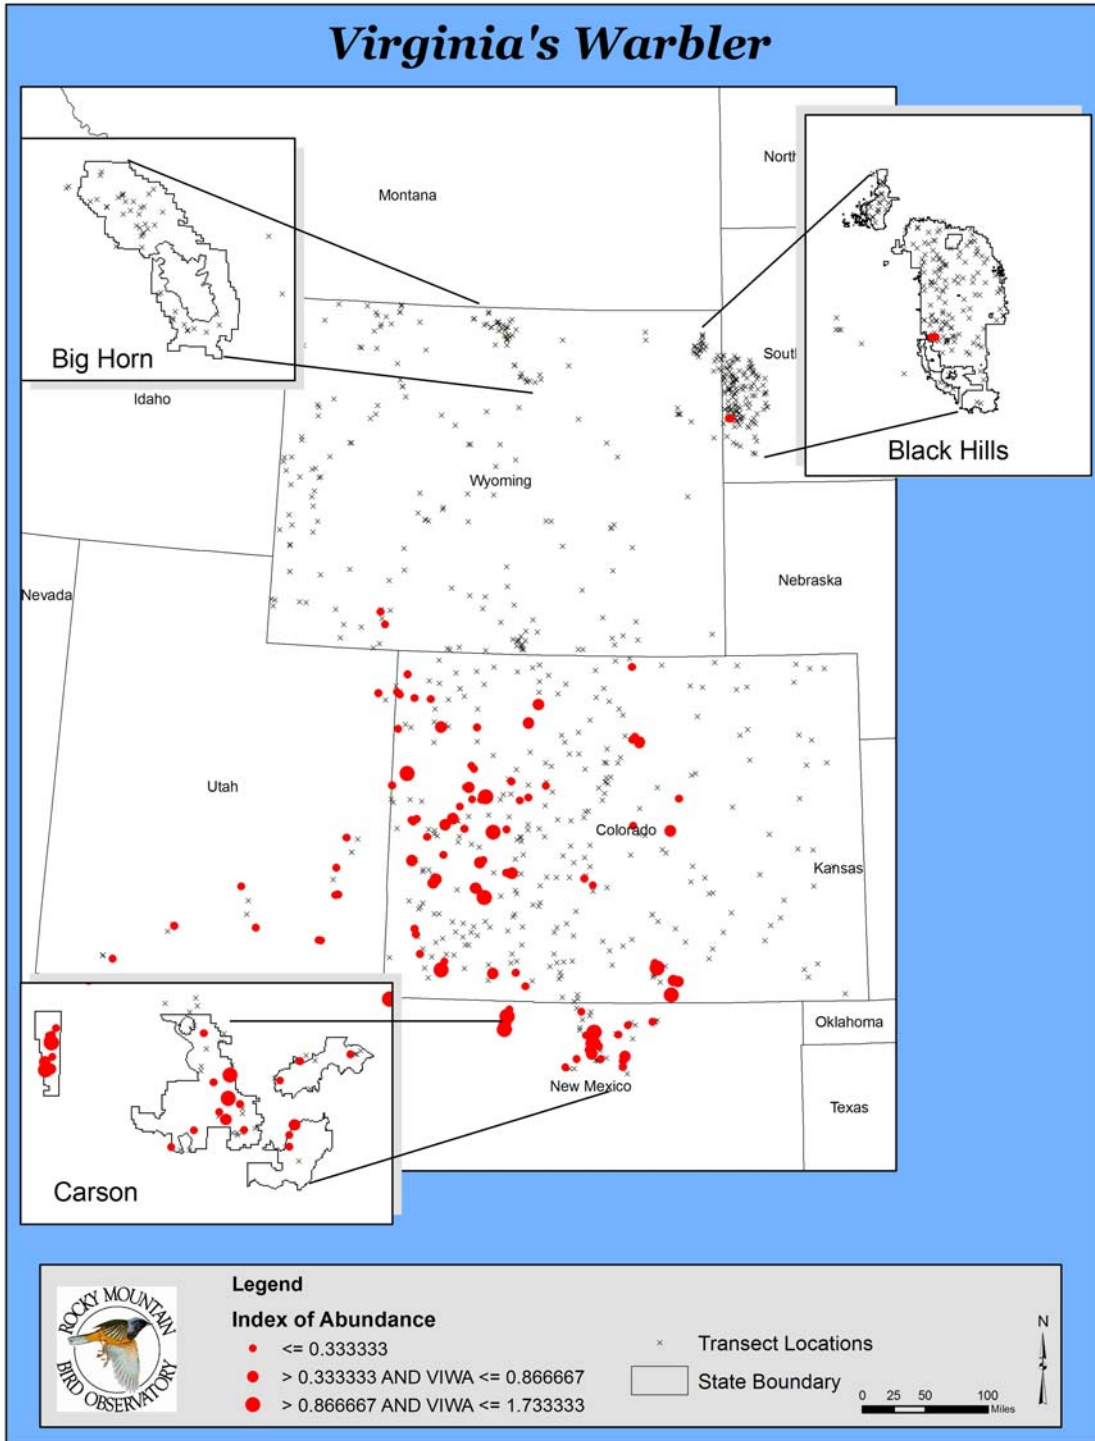 Virginia's Warbler
Montana
North
South
Big Horn
Idaho
Black Hills
Wyoming
Nebraska
Nevada
Utah
Colorado
Kansas
Oklahoma
New Mexico
Texas
Carson
Legend
Index of Abundance
<= 0.333333
> 0.333333 AND VIWA <= 0.866667
> 0.866667 AND VIWA <= 1.733333
Transect Locations
State Boundary
N
0 25 50 100
Miles
ROCKY MOUNTAIN
BIRD OBSERVATORY